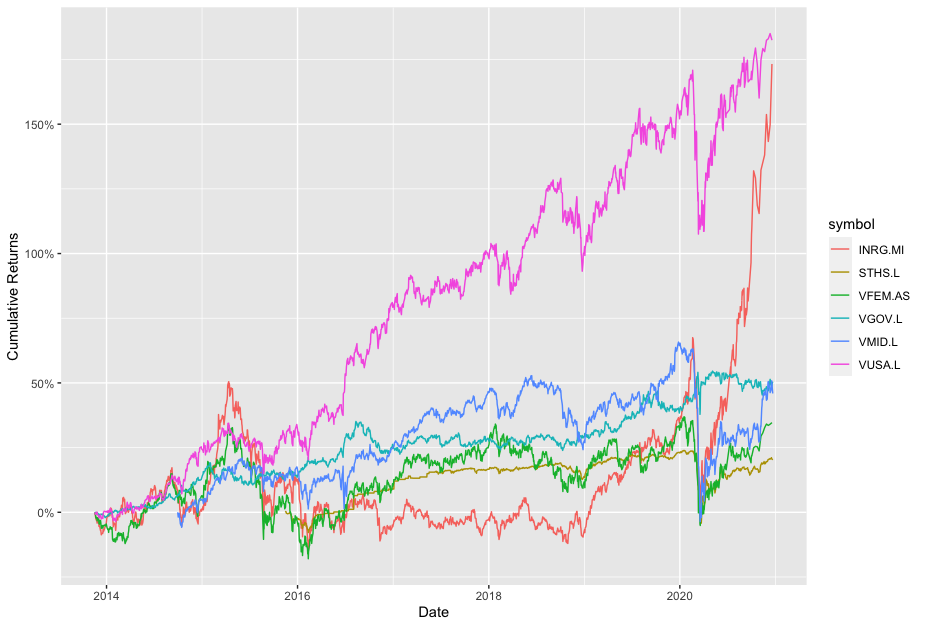 150%
100%
50%
0%
Cumulative Returns
2014 2016 2018 2020
Date
symbol
INRG.MI
STHS.L
VFEM.AS
VGOV.L
VMID.L
VUSA.L